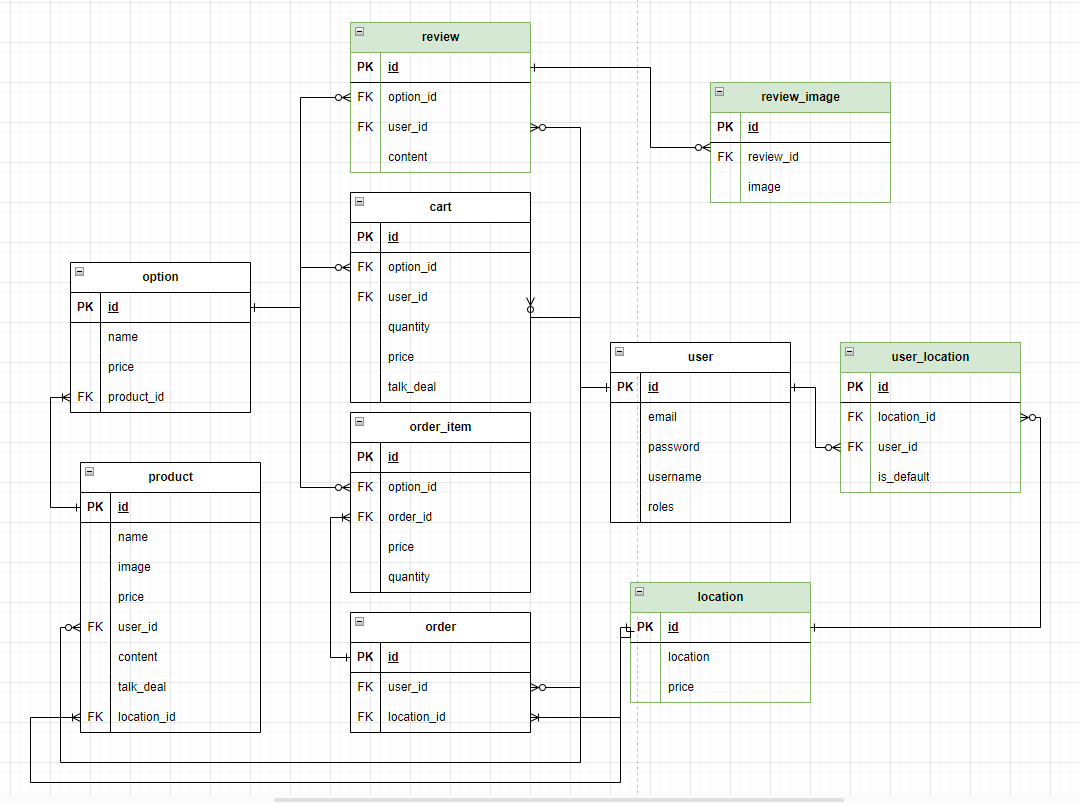 review
PK id
FK option_id
FK user_id
content
review_image
PK id
FK review_id
image
cart
PK id
FK option_id
FK user_id
quantity
price
talk_deal
option
PK id
name
price
FK product_id
user
PK id
email
password
username
roles
user_location
PK id
FK location_id
FK user_id
is_default
order_item
PK id
FK option_id
FK order_id
price
quantity
product
PK id
name
image
price
FK user_id
content
talk_deal
FK location_id
order
PK id
FK user_id
FK location_id
location
PK id
location
price